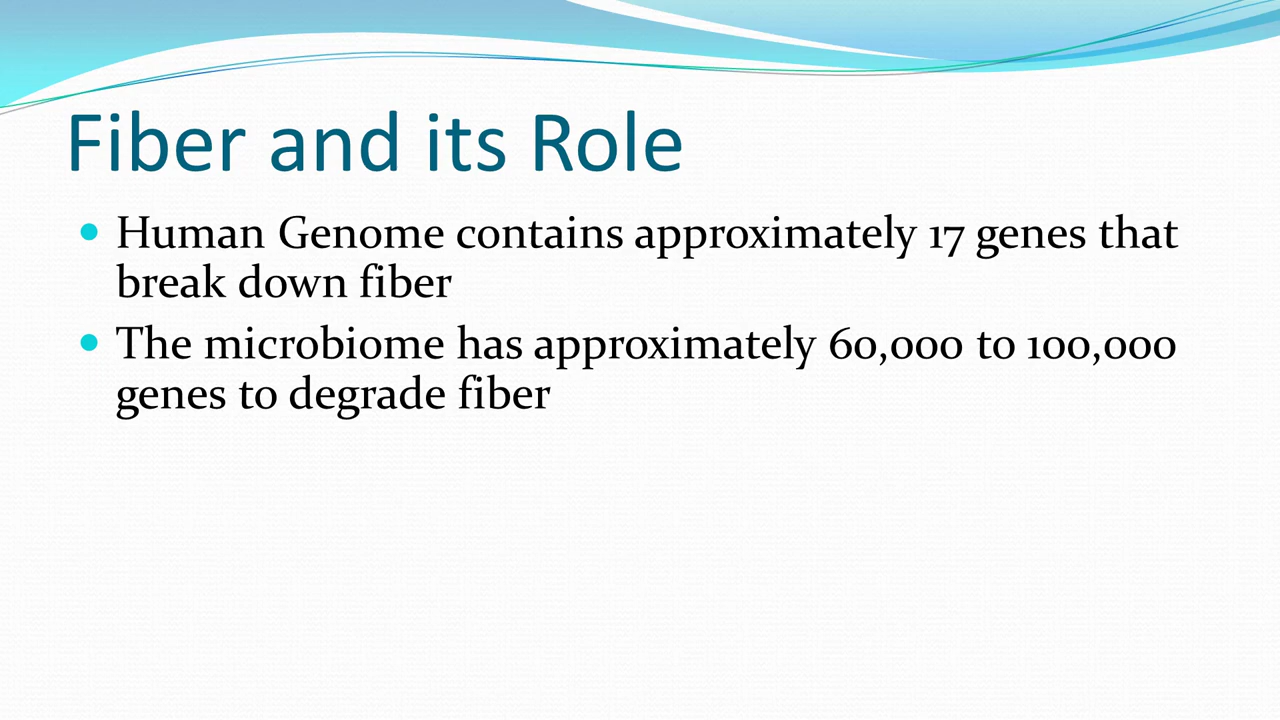 Fiber and its Role
• Human Genome contains approximately 17 genes that
break down fiber
• The microbiome has approximately 60,000 to 100,000
genes to degrade fiber